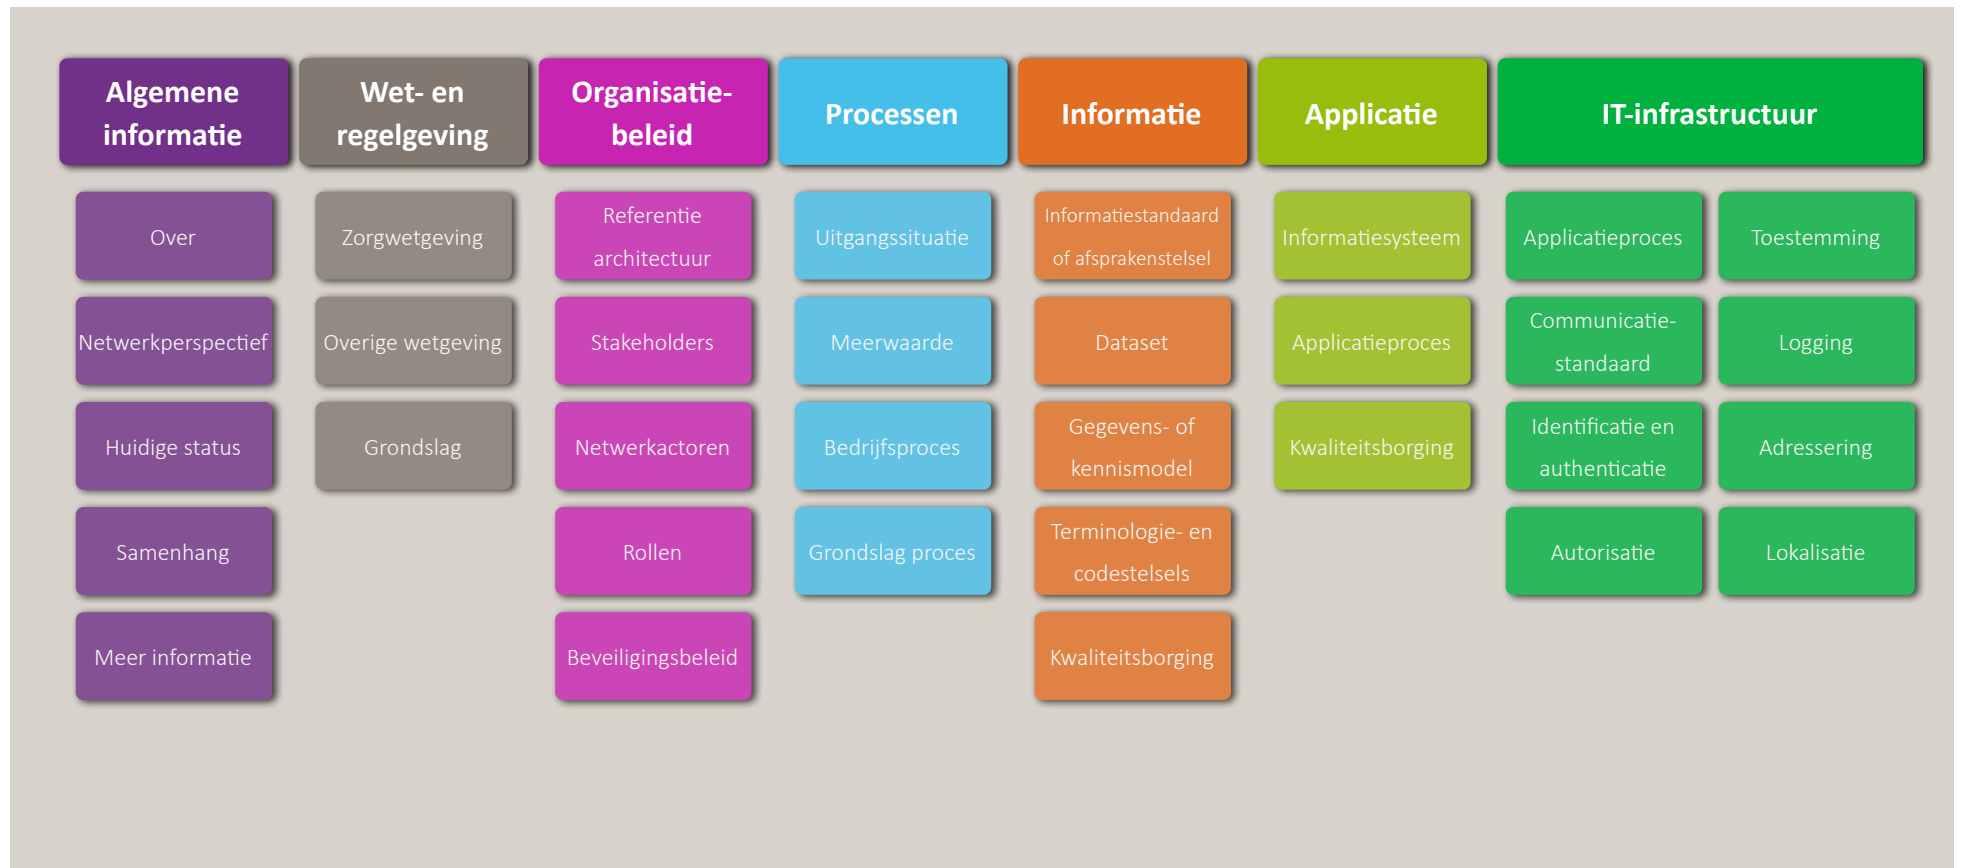 Algemene
informatie
Wet- en
regelgeving
Organisatie-
beleid
Processen
Informatie
Applicatie
IT-infrastructuur
Over
Netwerkperspectief
Huidige status
Samenhang
Meer informatie
Zorgwetgeving
Overige wetgeving
Grondslag
Referentie
architectuur
Stakeholders
Netwerkactoren
Rollen
Beveiligingsbeleid
Uitgangssituatie
Meerwaarde
Bedrijfsproces
Grondslag proces
Informatiestandaard
of afsprakenstelsel
Dataset
Gegevens- of
kennismodel
Terminologie- en
codestelsels
Kwaliteitsborging
Informatiesysteem
Applicatieproces
Kwaliteitsborging
Applicatieproces
Communicatie-
standaard
Identificatie en
authenticatie
Autorisatie
Toestemming
Logging
Adressering
Lokalisatie